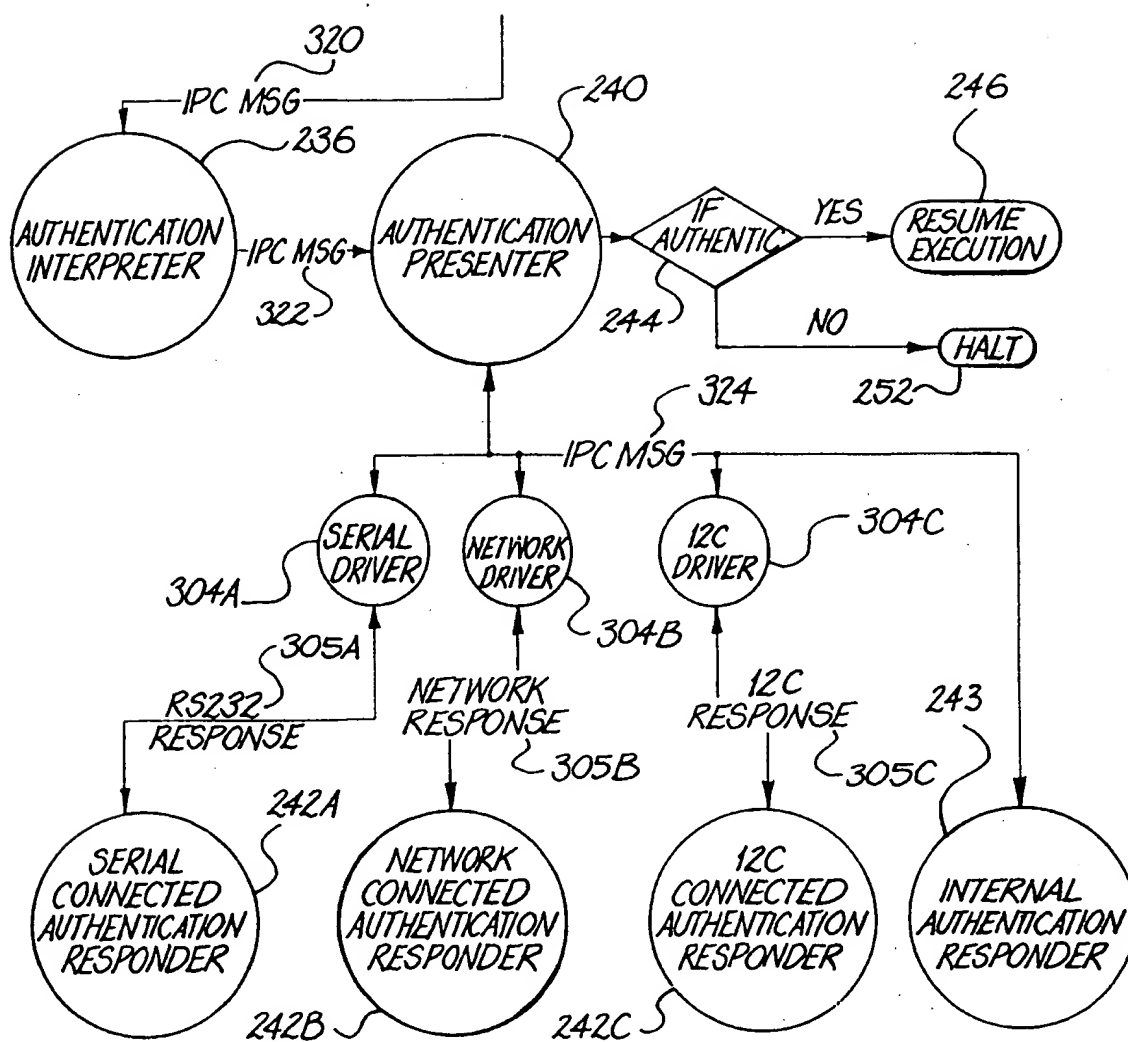 320
IPC MSG
236
240
246
AUTHENTICATION
INTERPRETER
IPC MSG
322
AUTHENTICATION
PRESENTER
IF
AUTHENTIC
244
YES
RESUME
EXECUTION
NO
HALT
252
324
IPC MSG
SERIAL
DRIVER
304A
NETWORK
DRIVER
304B
12C
DRIVER
304C
305A
RS232
RESPONSE
NETWORK
RESPONSE
305B
12C
RESPONSE
305C
243
242A
SERIAL
CONNECTED
AUTHENTICATION
RESPONDER
NETWORK
CONNECTED
AUTHENTICATION
RESPONDER
242B
12C
CONNECTED
AUTHENTICATION
RESPONDER
242C
INTERNAL
AUTHENTICATION
RESPONDER